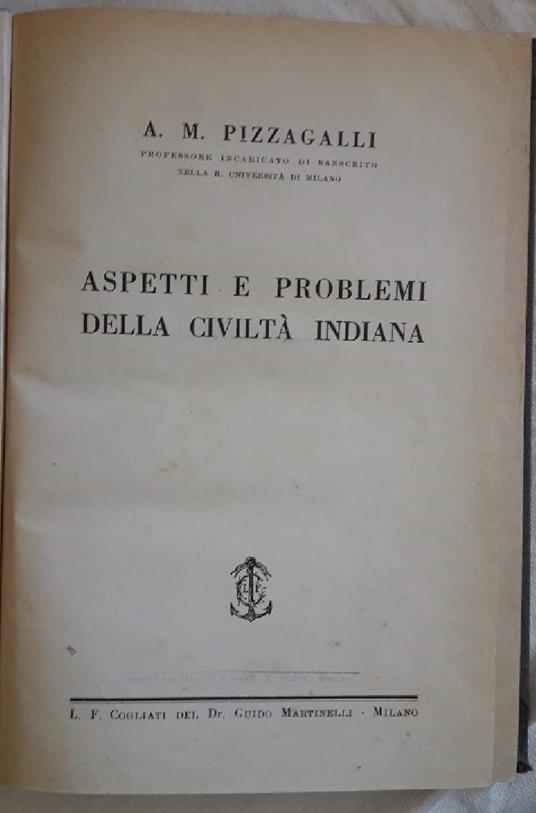 A. M. PIZZAGALLI
PROFESSORE INCARICATO DI SANSCRITO
NELLA R. UNIVERSITÀ DI MILANO
ASPETTI E PROBLEMI
DELLA CIVILTÀ INDIANA
L. F. COGLIATI DEL Dr. GUIDO MARTINELLI - MILANO